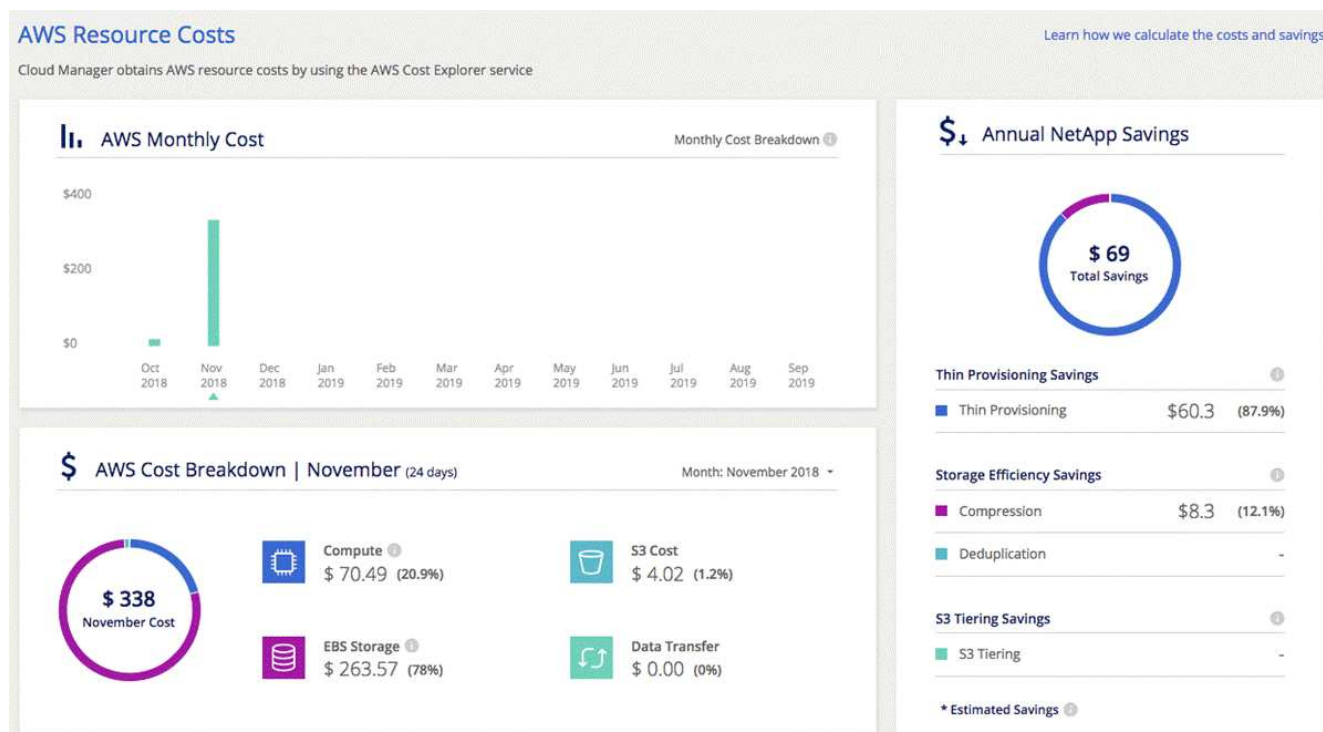 AWS Resource Costs
Learn how we calculate the costs and savings
Cloud Manager obtains AWS resource costs by using the AWS Cost Explorer service
AWS Monthly Cost
Monthly Cost Breakdown
$400
$200
$0
Oct Nov Dec Jan Feb Mar Apr May Jun Jul Aug Sep
2018 2018 2018 2019 2019 2019 2019 2019 2019 2019 2019 2019
AWS Cost Breakdown | November (24 days)
Month: November 2018
$ 338
November Cost
Compute
$ 70.49 (20.9%)
S3 Cost
$ 4.02 (1.2%)
EBS Storage
$ 263.57 (78%)
Data Transfer
$ 0.00 (0%)
Annual NetApp Savings
$ 69
Total Savings
Thin Provisioning Savings
Thin Provisioning $60.3 (87.9%)
Storage Efficiency Savings
Compression $8.3 (12.1%)
Deduplication -
S3 Tiering Savings
S3 Tiering -
* Estimated Savings